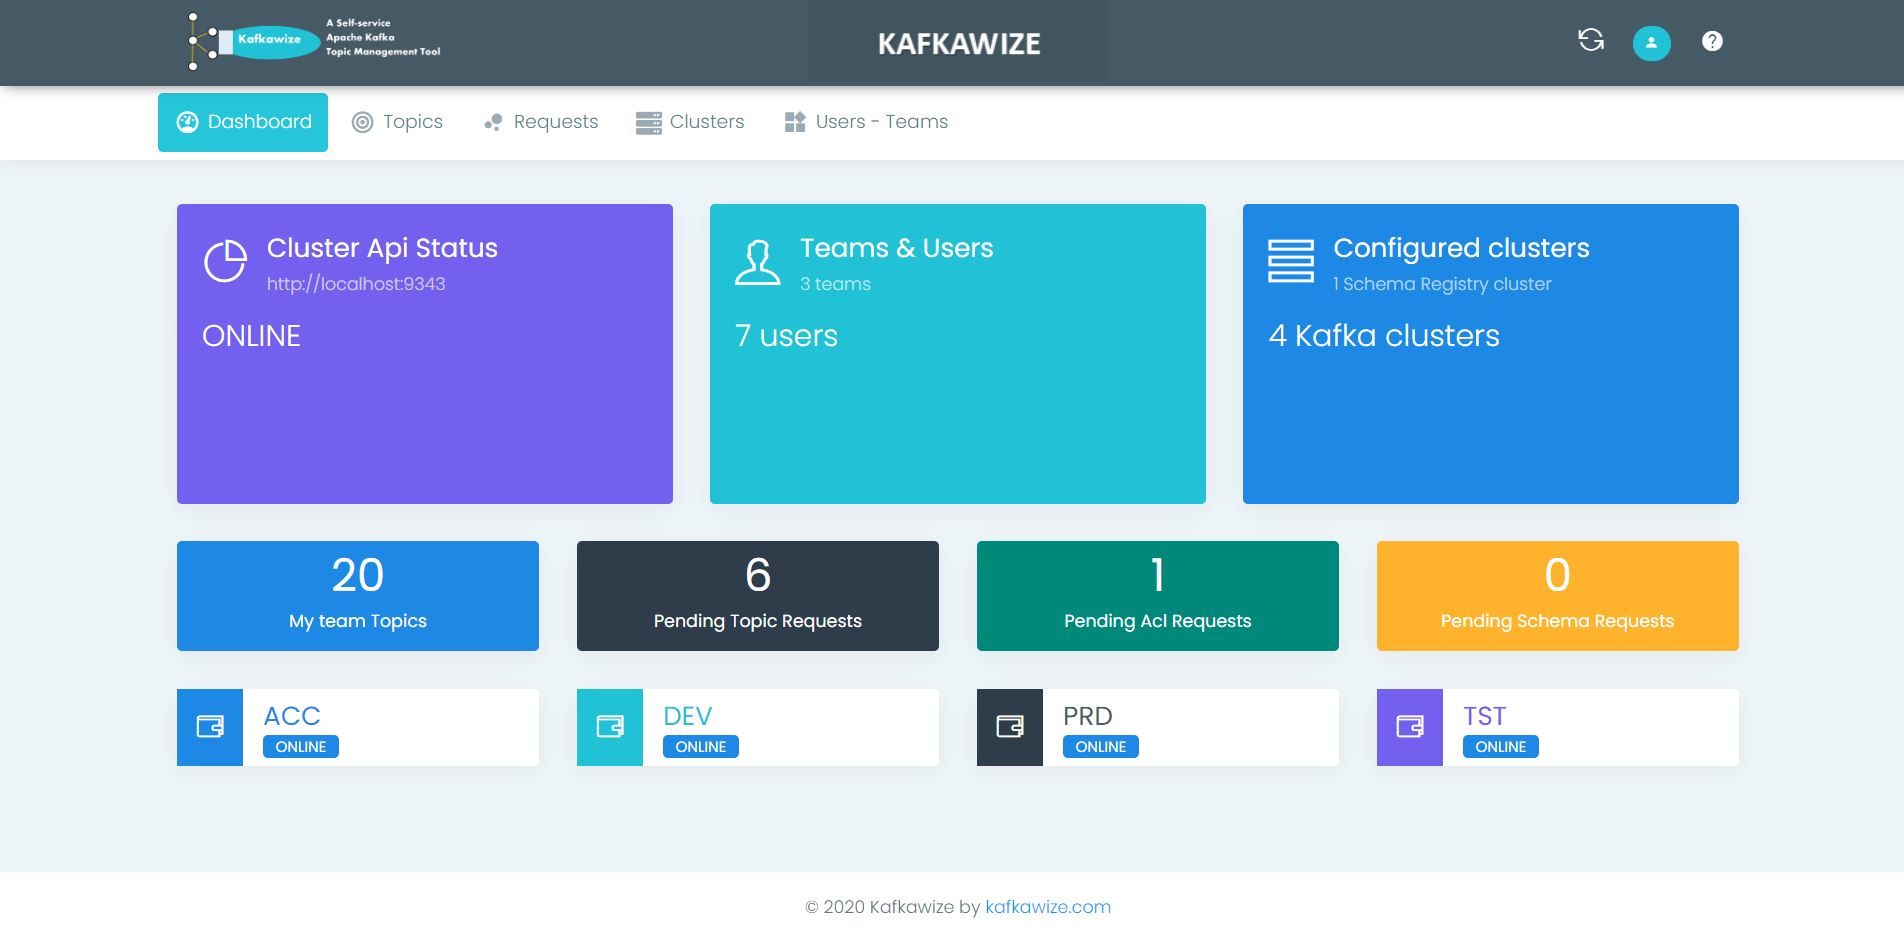 Kafkawize
A Self-service
Apache Kafka
Topic Management Tool
KAFKAWIZE
Dashboard
Topics
Requests
Clusters
Users - Teams
Cluster Api Status
http://localhost:9343
ONLINE
Teams & Users
3 teams
7 users
Configured clusters
1 Schema Registry cluster
4 Kafka clusters
20
My team Topics
6
Pending Topic Requests
1
Pending Acl Requests
0
Pending Schema Requests
ACC
ONLINE
DEV
ONLINE
PRD
ONLINE
TST
ONLINE
© 2020 Kafkawize by kafkawize.com